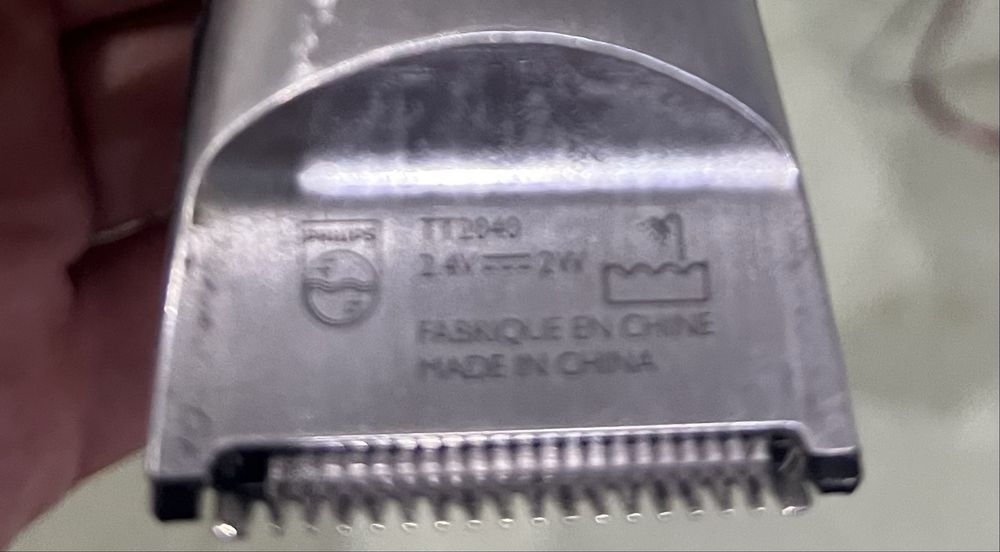 PHILIPS
TT2040
2.4V ⎓ 2W
FABRIQUE EN CHINE
MADE IN CHINA